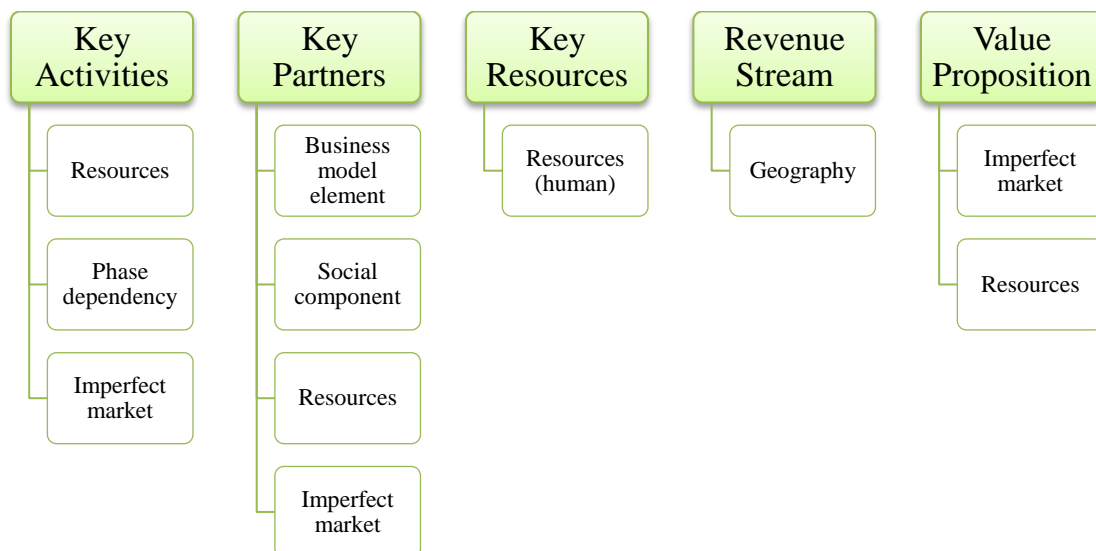 Key
Activities
Resources
Phase
dependency
Imperfect
market
Key
Partners
Business
model
element
Social
component
Resources
Imperfect
market
Key
Resources
Resources
(human)
Revenue
Stream
Geography
Value
Proposition
Imperfect
market
Resources